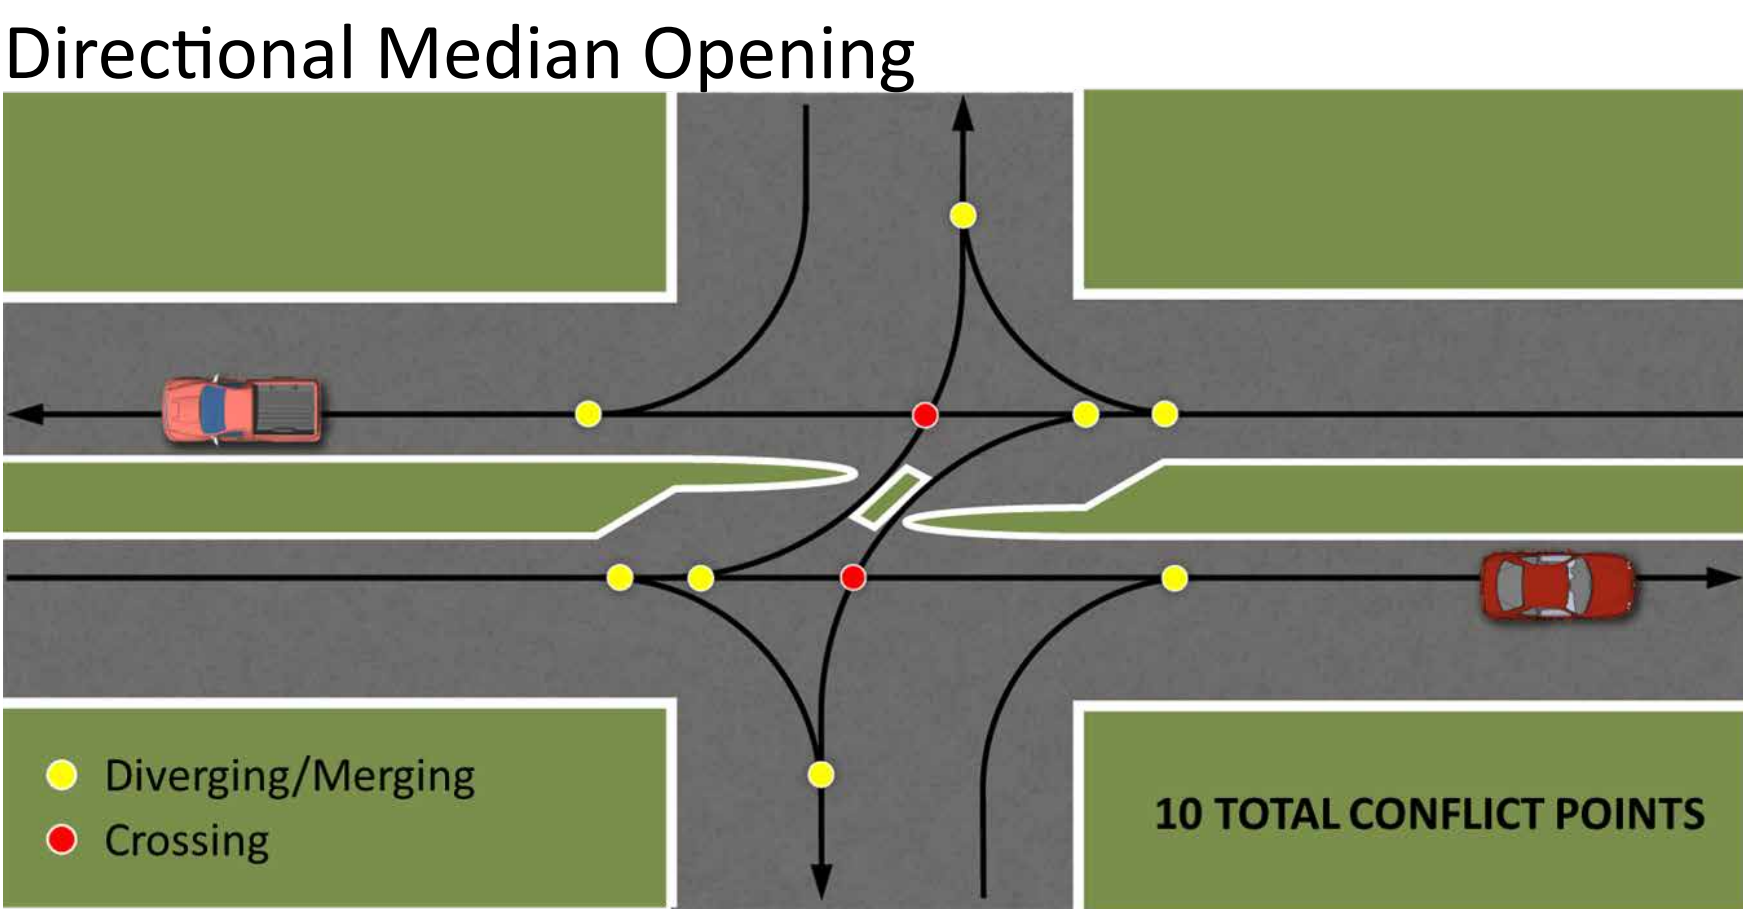 Directional Median Opening
Diverging/Merging
Crossing
10 TOTAL CONFLICT POINTS